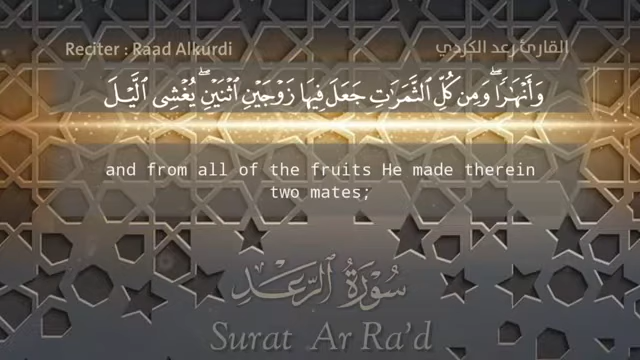 Reciter : Raad Alkurdi
القارئ رعد الكردي
وَأَنْهَٰرًا ۖ وَمِن كُلِّ ٱلثَّمَرَٰتِ جَعَلَ فِيهَا زَوْجَيْنِ ٱثْنَيْنِ ۖ يُغْشِى ٱلَّيْلَ
and from all of the fruits He made therein
two mates;
سُورَةُ الرَّعْدِ
Surat Ar Ra'd